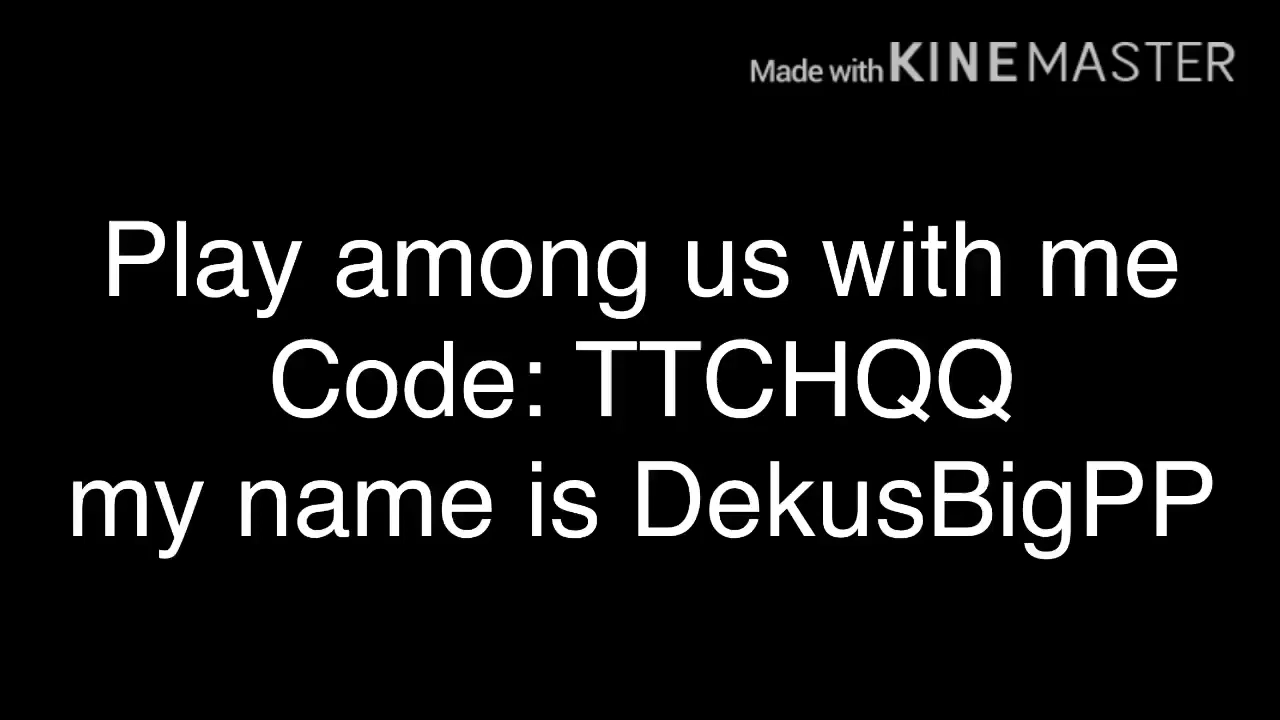 Made with KINEMASTER
Play among us with me
Code: TTCHQQ
my name is DekusBigPP